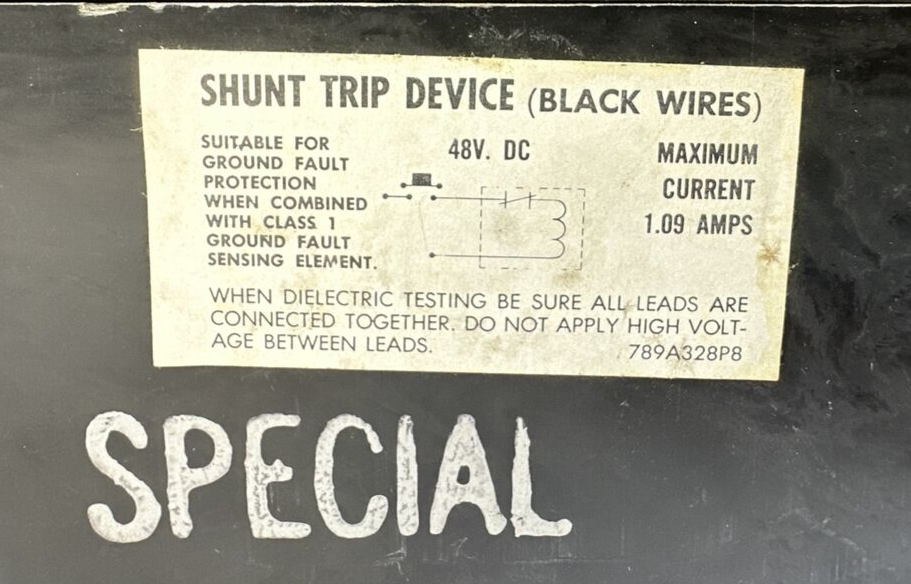 SHUNT TRIP DEVICE (BLACK WIRES)
SUITABLE FOR
GROUND FAULT
PROTECTION
WHEN COMBINED
WITH CLASS 1
GROUND FAULT
SENSING ELEMENT.
48V. DC
MAXIMUM
CURRENT
1.09 AMPS
WHEN DIELECTRIC TESTING BE SURE ALL LEADS ARE
CONNECTED TOGETHER. DO NOT APPLY HIGH VOLT-
AGE BETWEEN LEADS. 789A328P8
SPECIAL